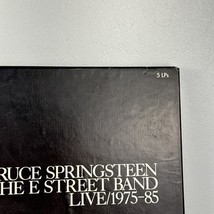 5 LPs
RUCE SPRINGSTEEN
HE E STREET BAND
LIVE/1975-85